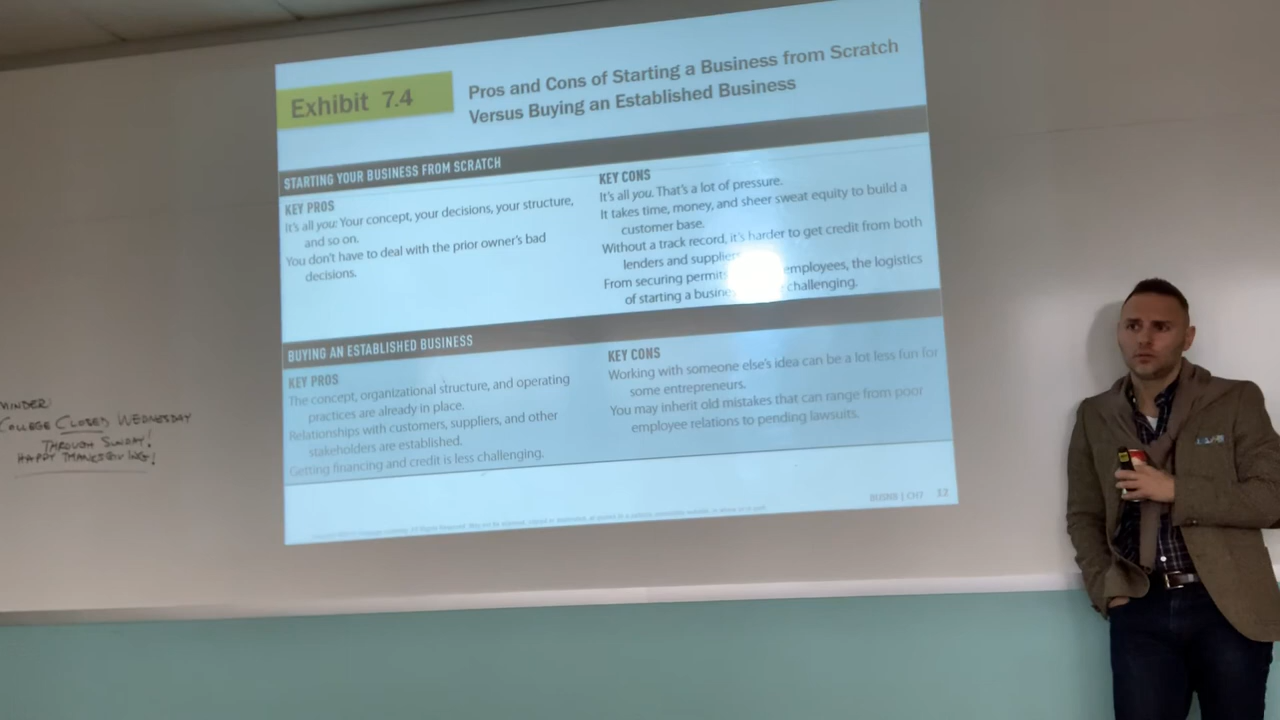 Exhibit 7.4
Pros and Cons of Starting a Business from Scratch
Versus Buying an Established Business
STARTING YOUR BUSINESS FROM SCRATCH
KEY PROS
It's all you: Your concept, your decisions, your structure,
and so on.
You don't have to deal with the prior owner's bad
decisions.
KEY CONS
It's all you. That's a lot of pressure.
It takes time, money, and sheer sweat equity to build a
customer base.
Without a track record, it's harder to get credit from both
lenders and
From securing employees, the logistics
of starting a challenging.
BUYING AN ESTABLISHED BUSINESS
KEY PROS
The concept, organizational structure, and operating
practices are already in place.
Relationships with customers, suppliers, and other
stakeholders are established.
Getting financing and credit is less challenging.
KEY CONS
Working with someone else's idea can be a lot less fun for
some entrepreneurs.
You may inherit old mistakes that can range from poor
employee relations to pending lawsuits.
BUSN8 | CH7 12
MINDER:
COLLEGE CLOSED WEDNESDAY
THROUGH SUNDAY!
HAPPY THANKSGIVING!